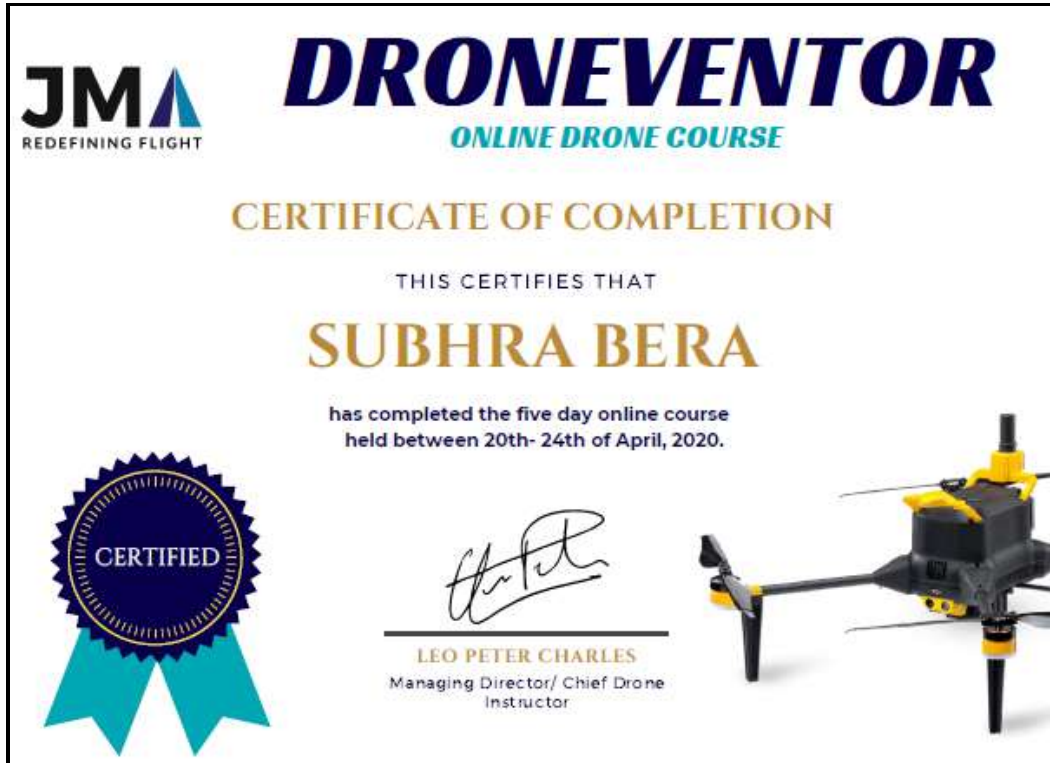 JMA
REDEFINING FLIGHT
DRONEVENTOR
ONLINE DRONE COURSE
CERTIFICATE OF COMPLETION
THIS CERTIFIES THAT
SUBHRA BERA
has completed the five day online course
held between 20th- 24th of April, 2020.
CERTIFIED
LEO PETER CHARLES
Managing Director/ Chief Drone
Instructor